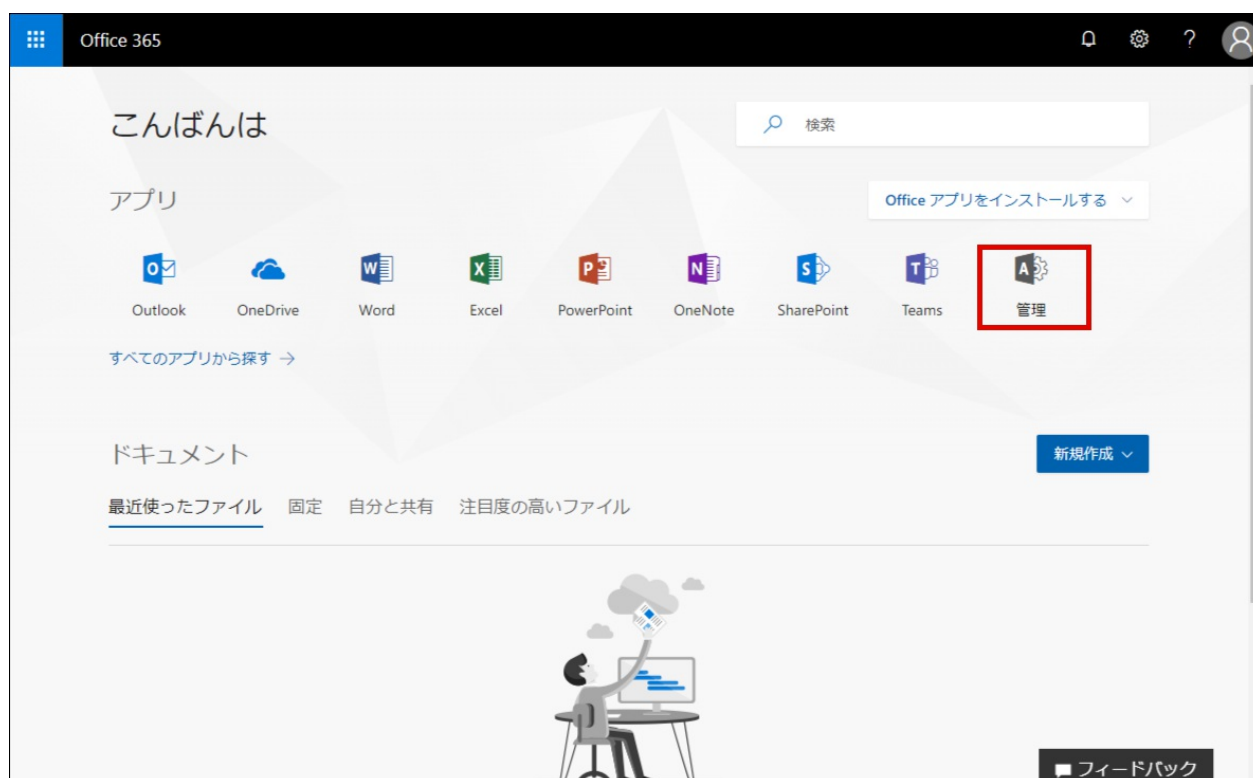 Office 365
?
こんばんは
検索
アプリ
Office アプリをインストールする
Outlook OneDrive Word Excel PowerPoint OneNote SharePoint Teams 管理
すべてのアプリから探す →
ドキュメント
新規作成
最近使ったファイル 固定 自分と共有 注目度の高いファイル
フィードバック